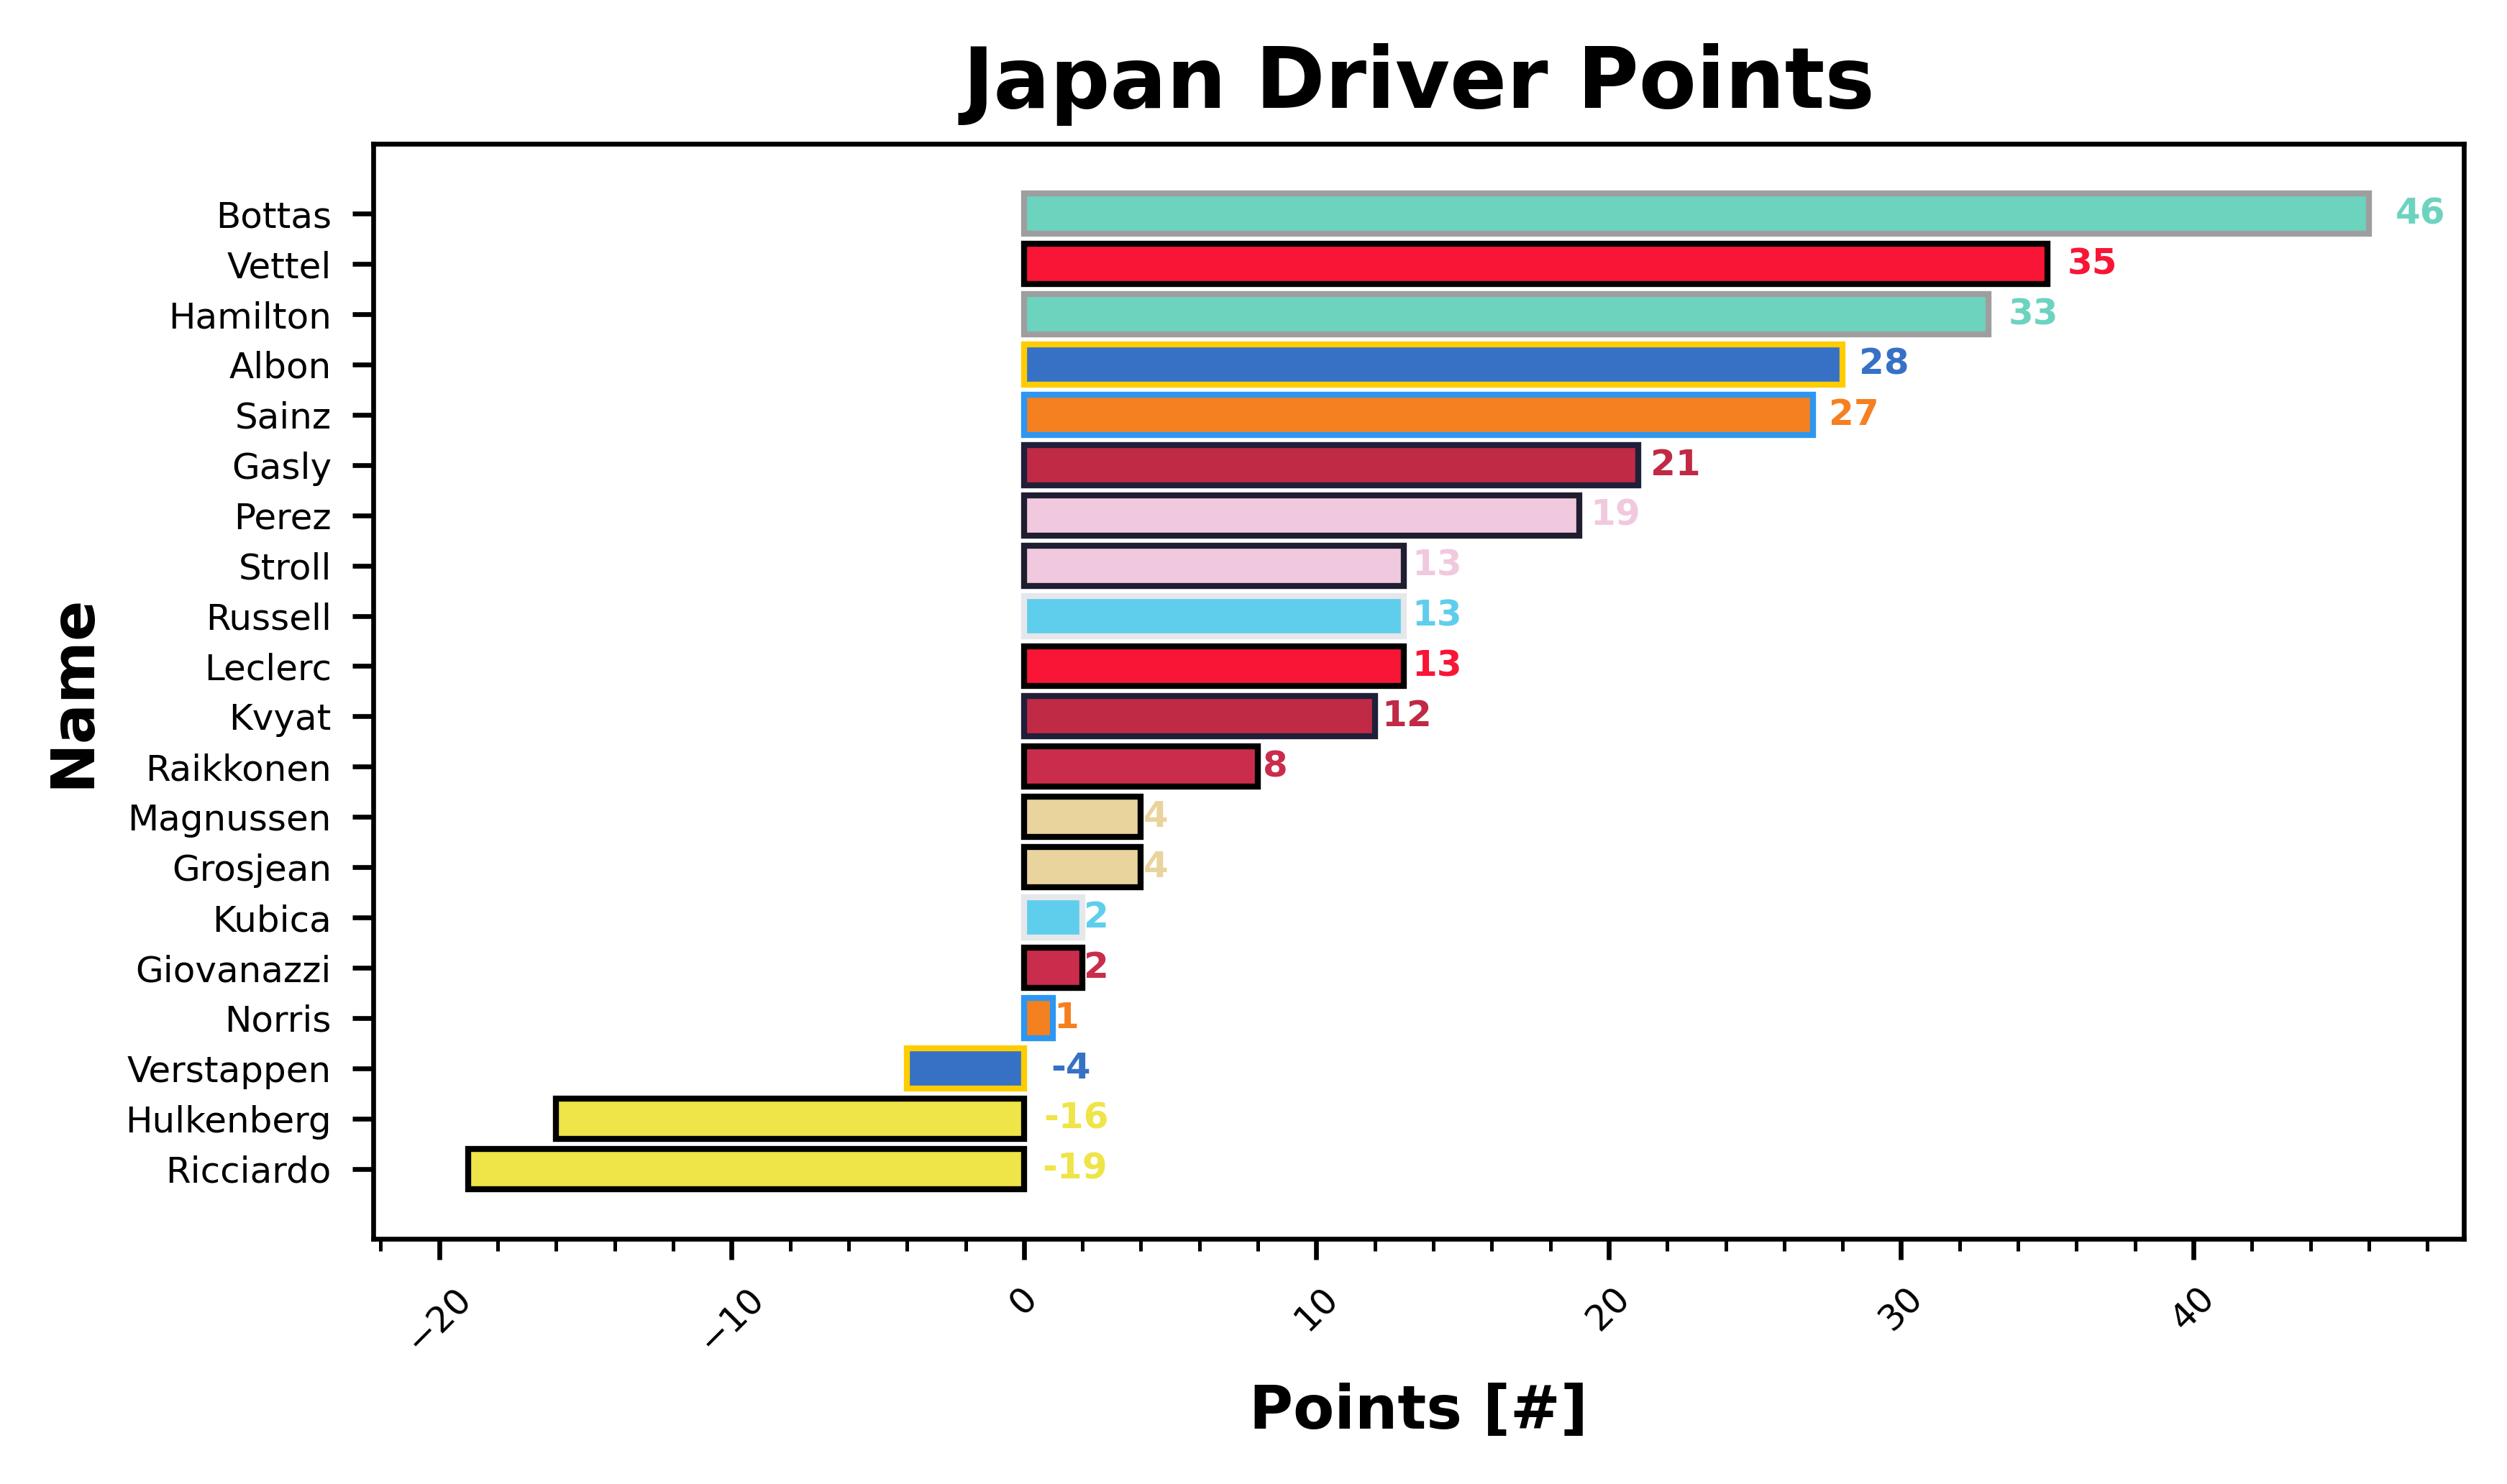 Japan Driver Points
Name
Bottas 46
Vettel 35
Hamilton 33
Albon 28
Sainz 27
Gasly 21
Perez 19
Stroll 13
Russell 13
Leclerc 13
Kvyat 12
Raikkonen 8
Magnussen 4
Grosjean 4
Kubica 2
Giovanazzi 2
Norris 1
Verstappen -4
Hulkenberg -16
Ricciardo -19
−20 −10 0 10 20 30 40
Points [#]